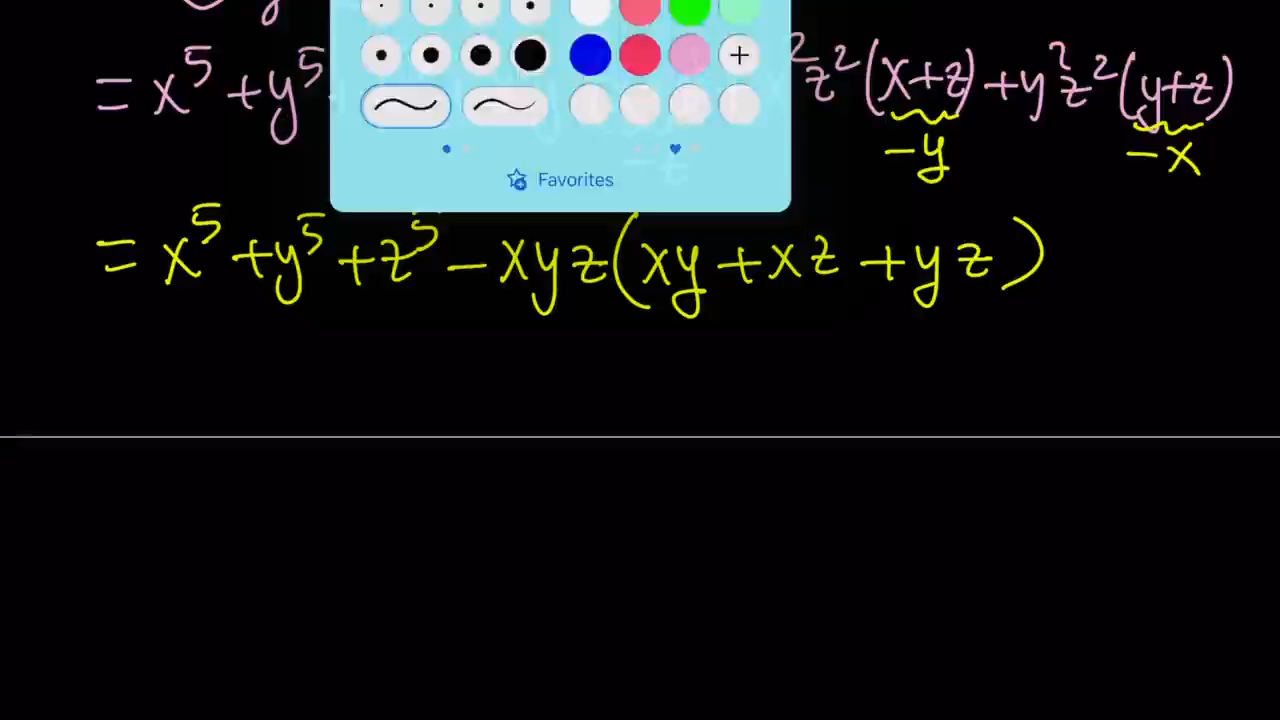 = x⁵ + y⁵
z²(x+z) + y²z²(y+z)
-y
-x
-z
Favorites
= x⁵ + y⁵ + z⁵ - xyz(xy + xz + yz)